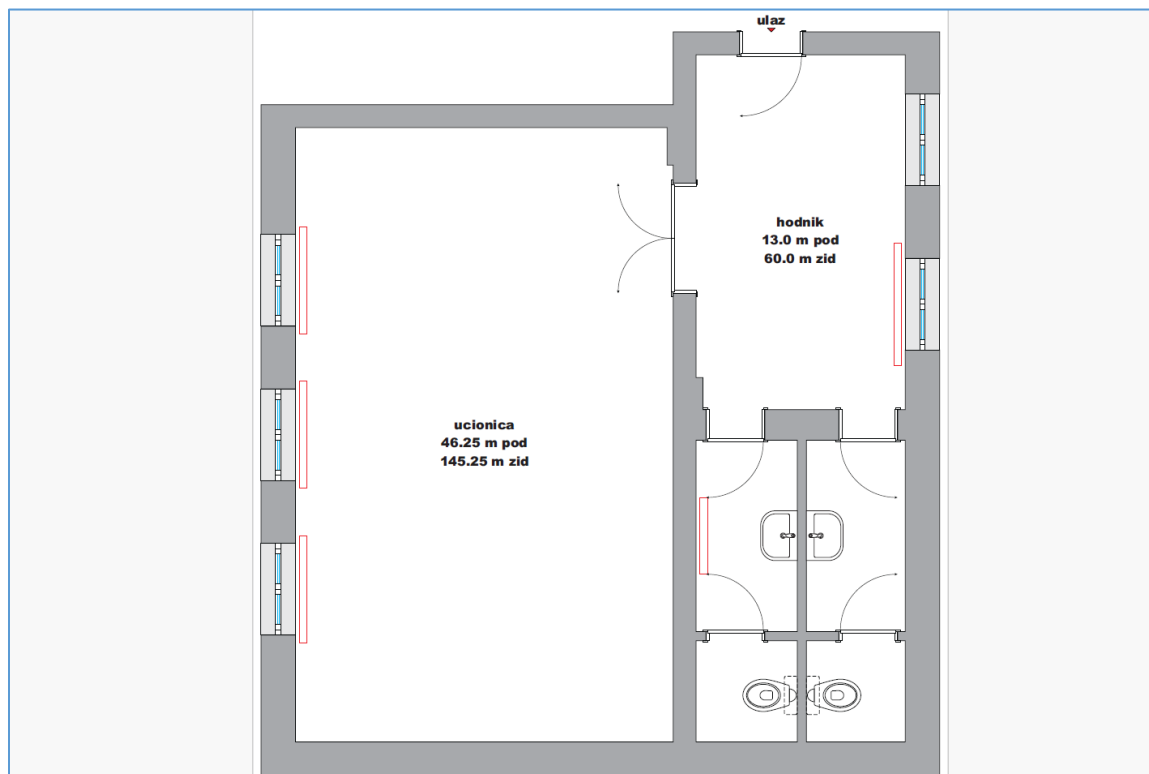 ulaz
hodnik
13.0 m pod
60.0 m zid
ucionica
46.25 m pod
145.25 m zid